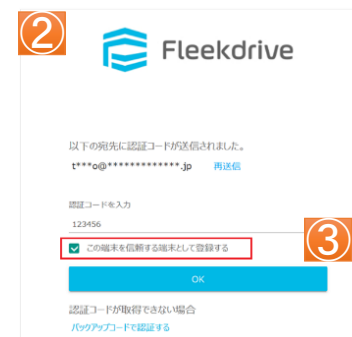 ②
Fleekdrive
以下の宛先に認証コードが送信されました。
t***o@*************.jp 再送信
認証コードを入力
123456
この端末を信頼する端末として登録する
③
OK
認証コードが取得できない場合
バックアップコードで認証する